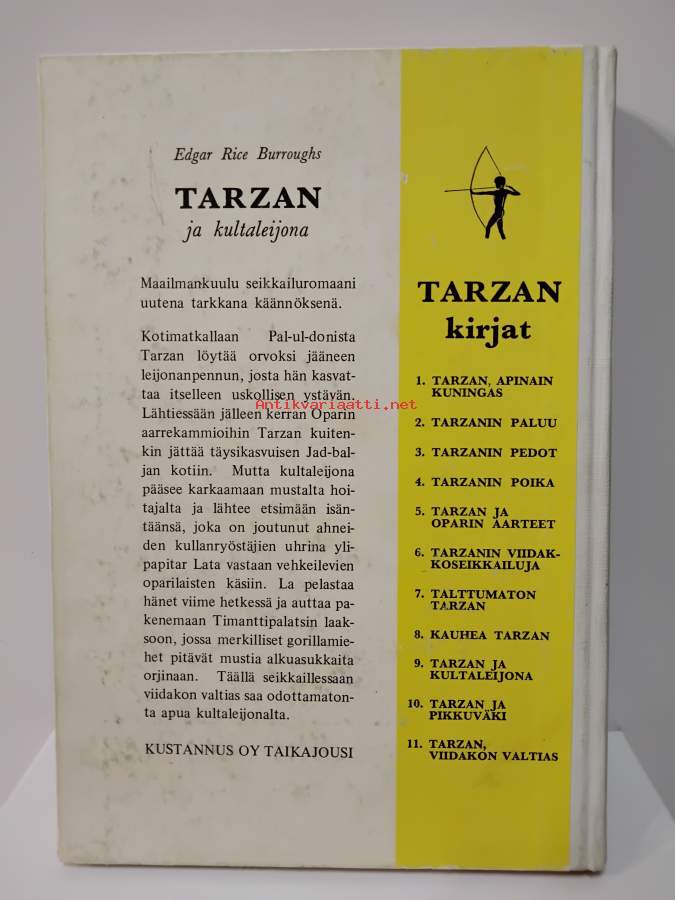 Edgar Rice Burroughs
TARZAN
ja kultaleijona
Maailmankuulu seikkailuromaani
uutena tarkkana käännöksenä.
Kotimatkallaan Pal-ul-donista
Tarzan löytää orvoksi jääneen
leijonanpennun, josta hän kasvat-
taa itselleen uskollisen ystävän.
Lähtiessään jälleen kerran Oparin
aarrekammioihin Tarzan kuiten-
kin jättää täysikasvuisen Jad-bal-
jan kotiin. Mutta kultaleijona
pääsee karkaamaan mustalta hoi-
tajalta ja lähtee etsimään isän-
täänsä, joka on joutunut ahnei-
den kullanryöstäjien uhrina yli-
papitar Lata vastaan vehkeilevien
oparilaisten käsiin. La pelastaa
hänet viime hetkessä ja auttaa pa-
kenemaan Timanttipalatsin laak-
soon, jossa merkilliset gorillamie-
het pitävät mustia alkuasukkaita
orjinaan. Täällä seikkaillessaan
viidakon valtias saa odottamaton-
ta apua kultaleijonalta.
KUSTANNUS OY TAIKAJOUSI
TARZAN
kirjat
1. TARZAN, APINAIN
KUNINGAS
2. TARZANIN PALUU
3. TARZANIN PEDOT
4. TARZANIN POIKA
5. TARZAN JA
OPARIN AARTEET
6. TARZANIN VIIDAK-
KOSEIKKAILUJA
7. TALTTUMATON
TARZAN
8. KAUHEA TARZAN
9. TARZAN JA
KULTALEIJONA
10. TARZAN JA
PIKKUVÄKI
11. TARZAN,
VIIDAKON VALTIAS
Antikvariaatti.net